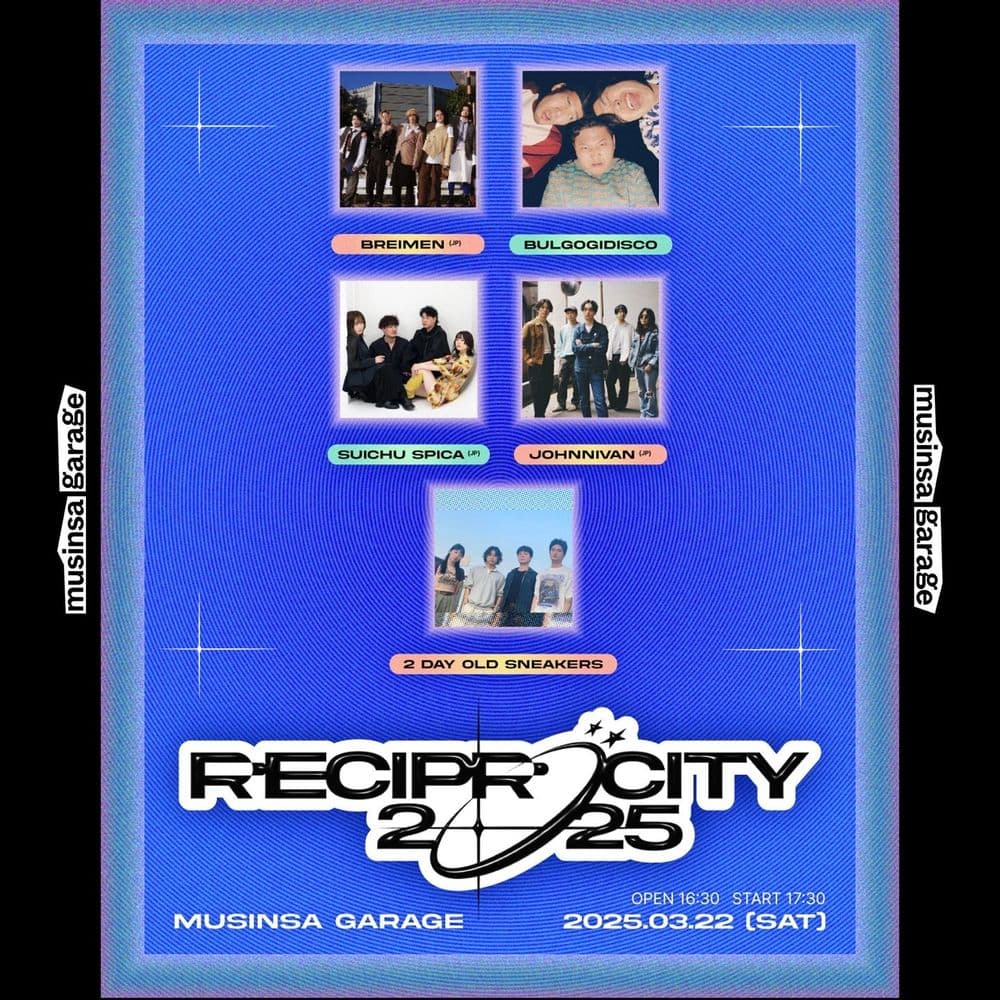 BREIMEN (JP)
BULGOGIDISCO
SUICHU SPICA (JP)
JOHNNIVAN (JP)
2 DAY OLD SNEAKERS
musinsa garage
musinsa garage
RECIPROCITY
2025
OPEN 16:30 START 17:30
MUSINSA GARAGE
2025.03.22 (SAT)